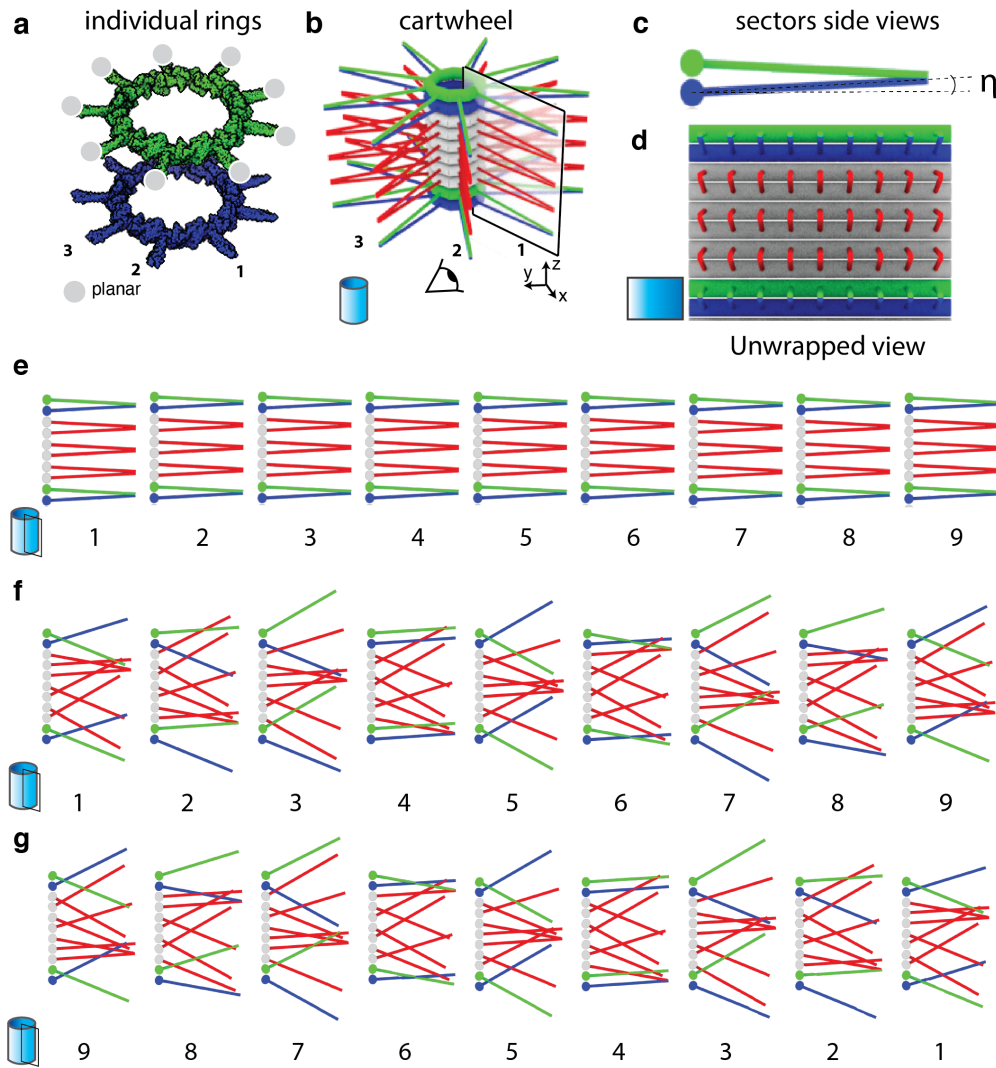 a individual rings
3
2
1
planar
b cartwheel
3
2
1
z
y
x
c sectors side views
η
d
Unwrapped view
e
1 2 3 4 5 6 7 8 9
f
1 2 3 4 5 6 7 8 9
g
9 8 7 6 5 4 3 2 1